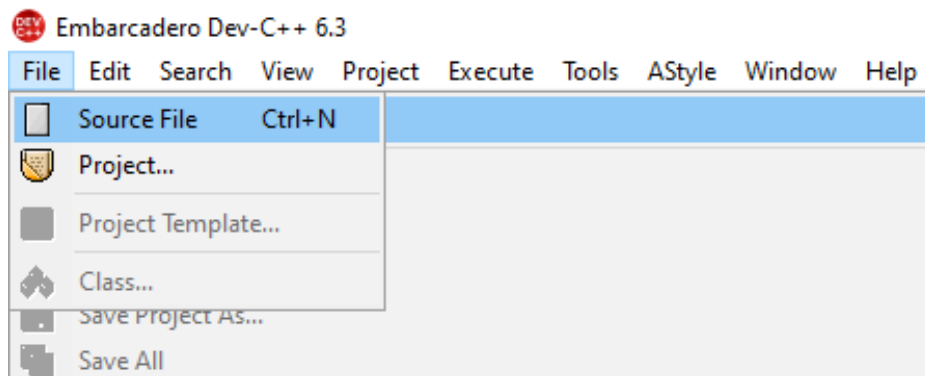 DEV C++ Embarcadero Dev-C++ 6.3
File Edit Search View Project Execute Tools AStyle Window Help
Source File Ctrl+N
Project...
Project Template...
Class...
Save Project As...
Save All